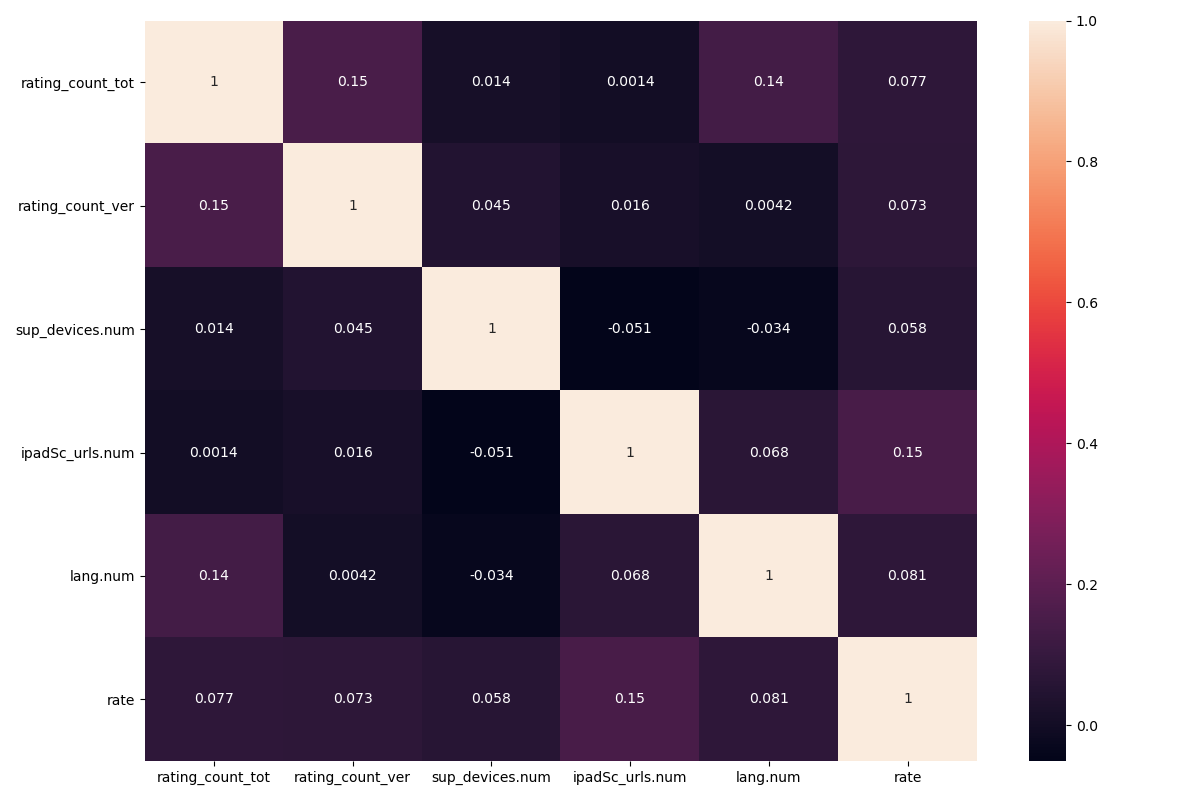 rating_count_tot 1 0.15 0.014 0.0014 0.14 0.077
rating_count_ver 0.15 1 0.045 0.016 0.0042 0.073
sup_devices.num 0.014 0.045 1 -0.051 -0.034 0.058
ipadSc_urls.num 0.0014 0.016 -0.051 1 0.068 0.15
lang.num 0.14 0.0042 -0.034 0.068 1 0.081
rate 0.077 0.073 0.058 0.15 0.081 1
rating_count_tot rating_count_ver sup_devices.num ipadSc_urls.num lang.num rate
1.0
0.8
0.6
0.4
0.2
0.0